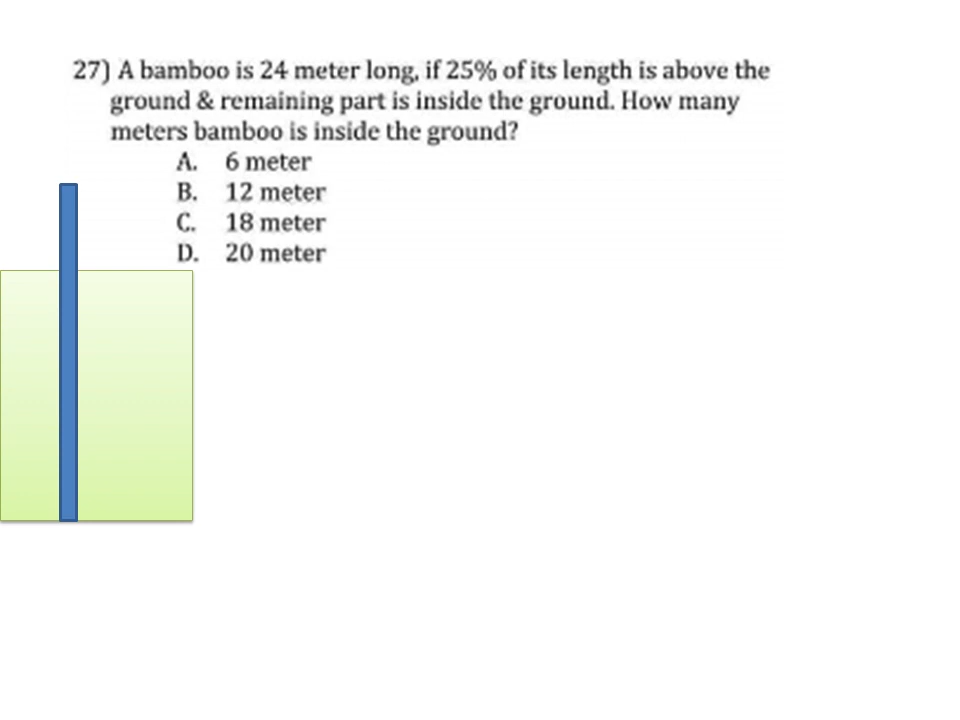 27) A bamboo is 24 meter long, if 25% of its length is above the
ground & remaining part is inside the ground. How many
meters bamboo is inside the ground?
A. 6 meter
B. 12 meter
C. 18 meter
D. 20 meter